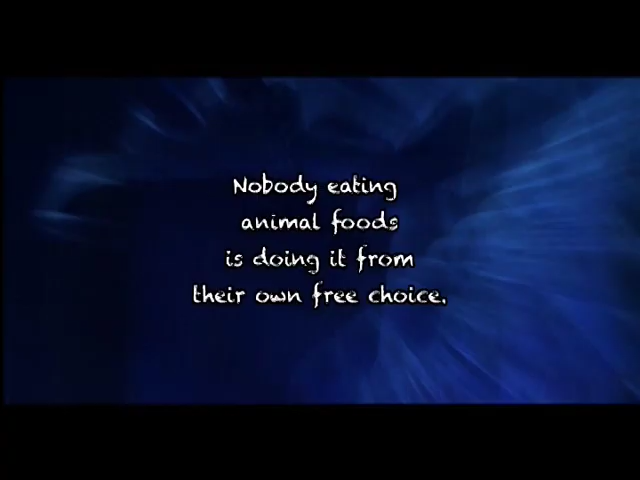 Nobody eating
animal foods
is doing it from
their own free choice.